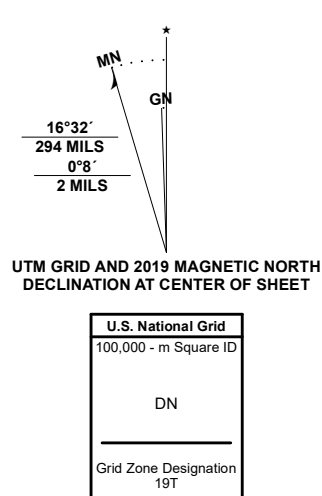 ★
MN
GN
16°32´
294 MILS
0°8´
2 MILS
UTM GRID AND 2019 MAGNETIC NORTH
DECLINATION AT CENTER OF SHEET
U.S. National Grid
100,000 - m Square ID
DN
Grid Zone Designation
19T